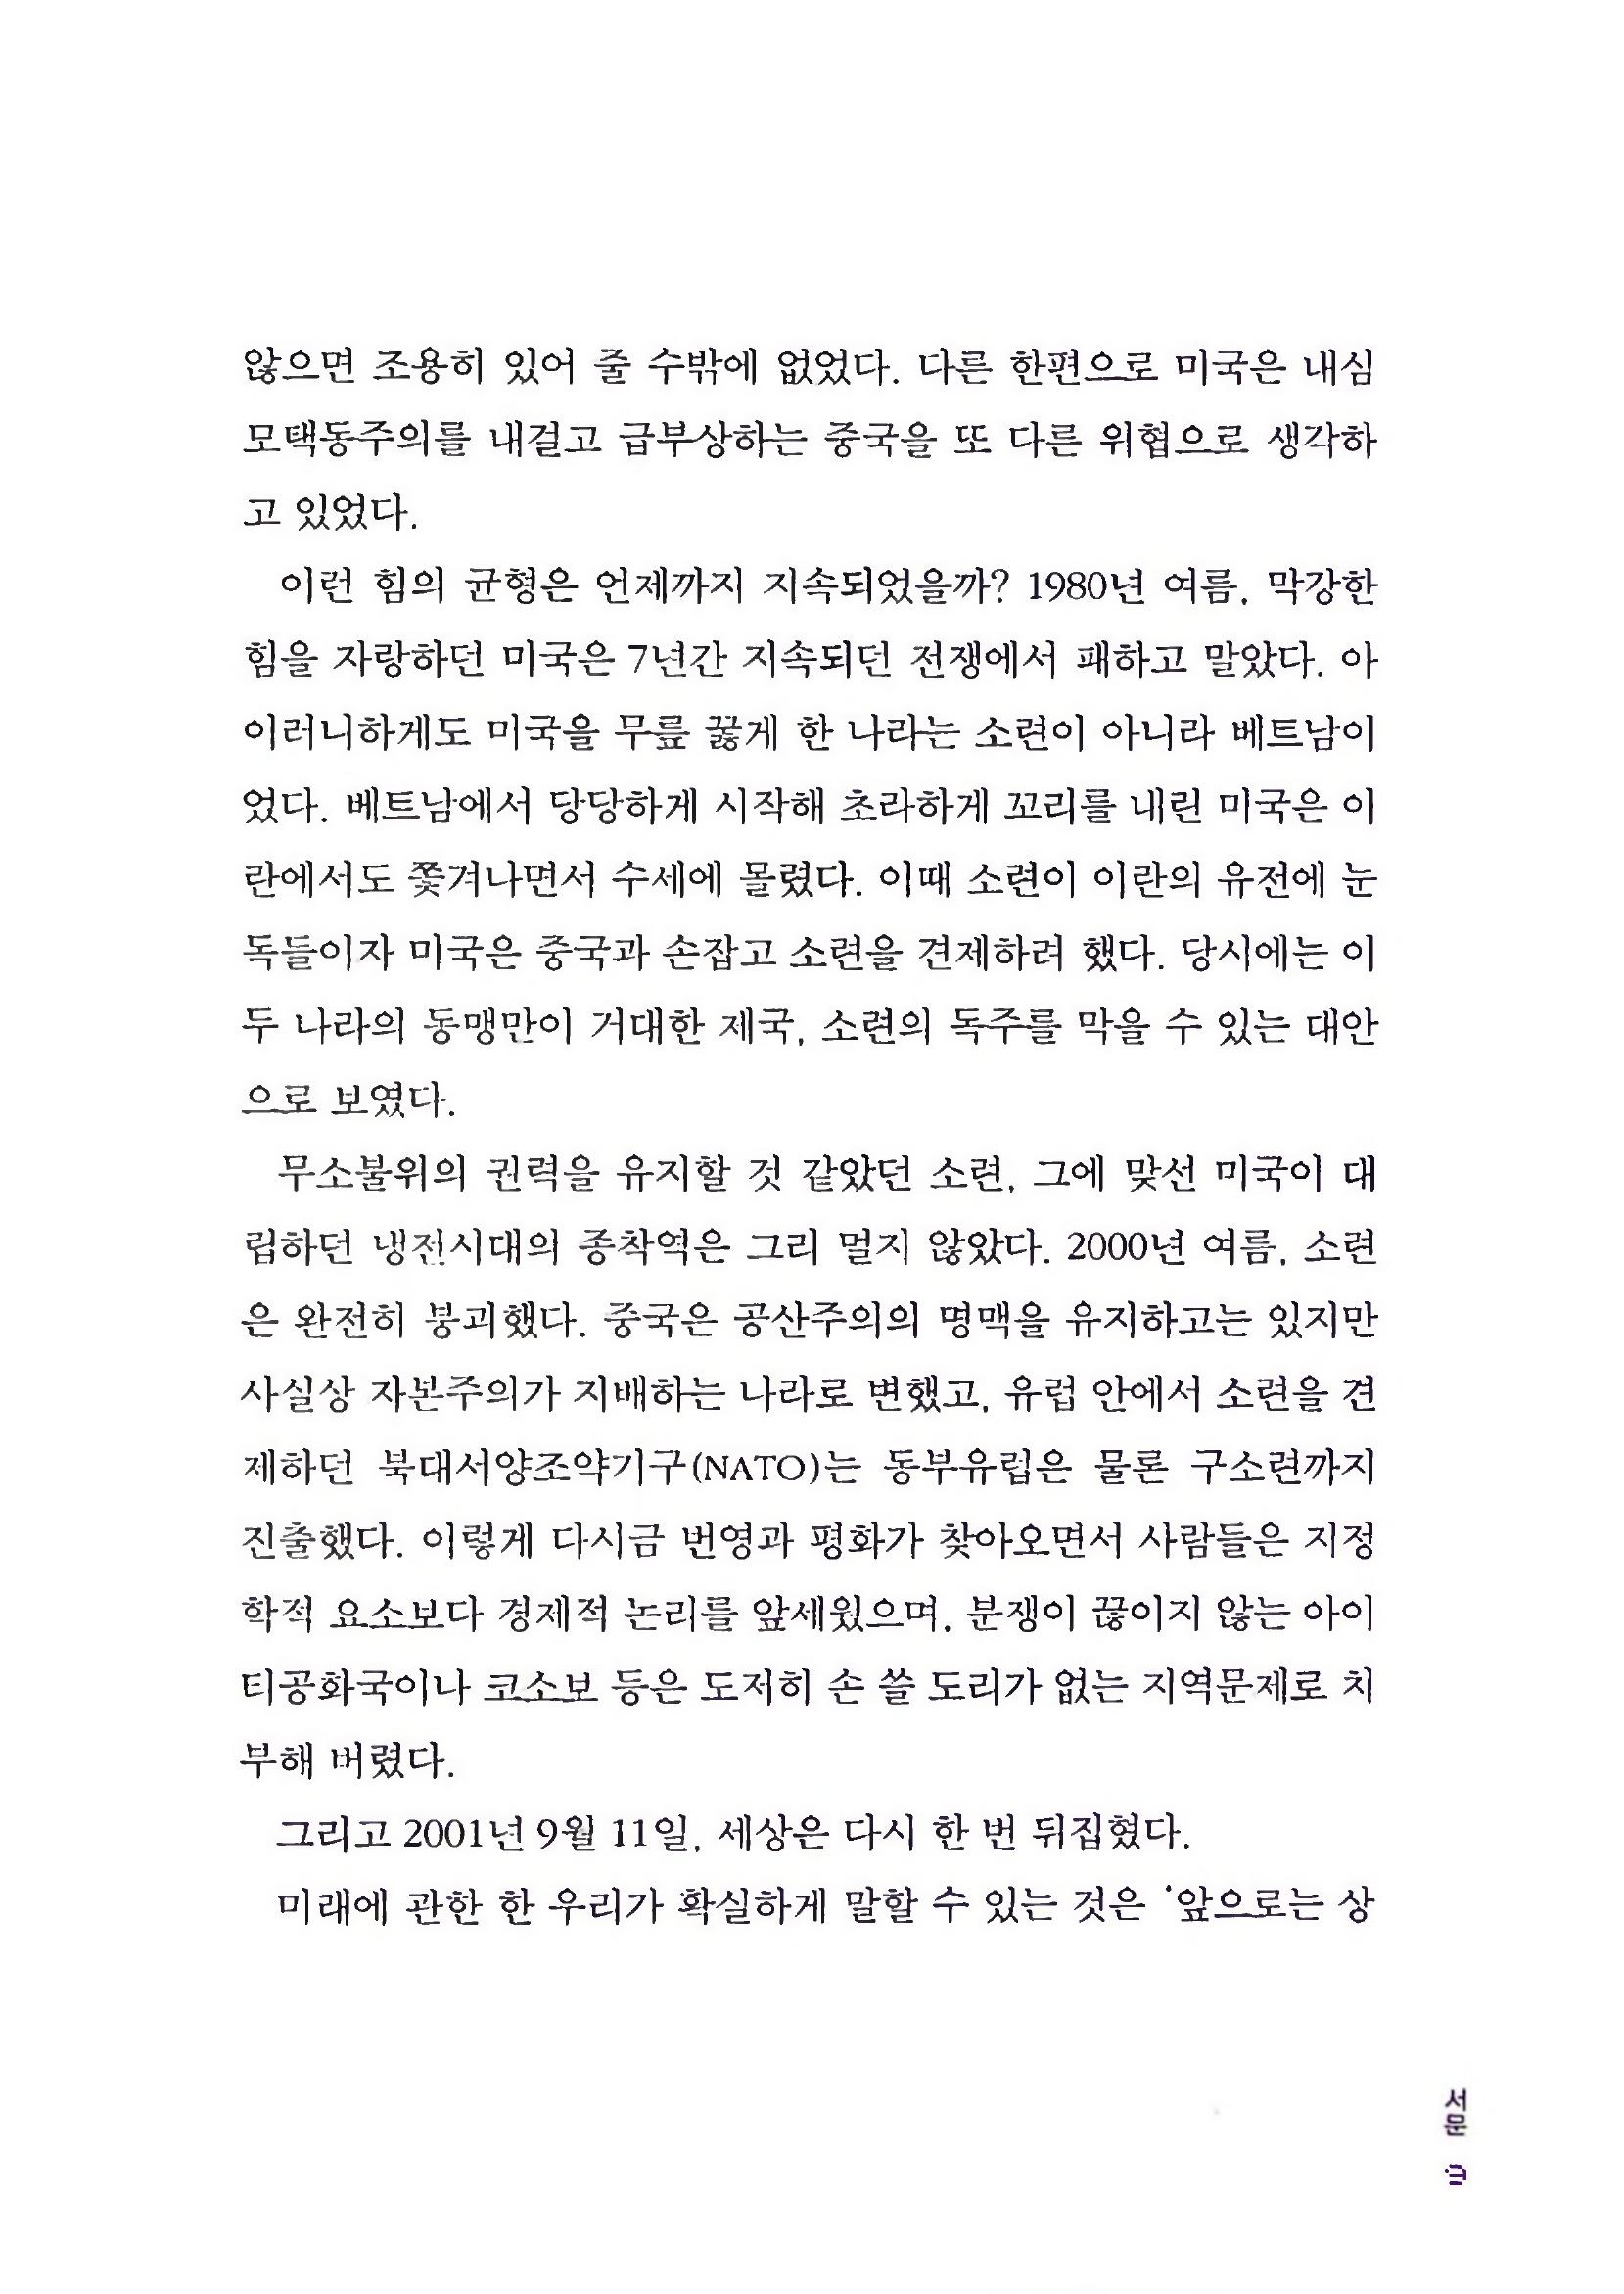 않으면 조용히 있어 줄 수밖에 없었다. 다른 한편으로 미국은 내심
모택동주의를 내걸고 급부상하는 중국을 또 다른 위협으로 생각하
고 있었다.
이런 힘의 균형은 언제까지 지속되었을까? 1980년 여름, 막강한
힘을 자랑하던 미국은 7년간 지속되던 전쟁에서 패하고 말았다. 아
이러니하게도 미국을 무릎 꿇게 한 나라는 소련이 아니라 베트남이
었다. 베트남에서 당당하게 시작해 초라하게 꼬리를 내린 미국은 이
란에서도 쫓겨나면서 수세에 몰렸다. 이때 소련이 이란의 유전에 눈
독들이자 미국은 중국과 손잡고 소련을 견제하려 했다. 당시에는 이
두 나라의 동맹만이 거대한 제국, 소련의 독주를 막을 수 있는 대안
으로 보였다.
무소불위의 권력을 유지할 것 같았던 소련, 그에 맞선 미국이 대
립하던 냉전시대의 종착역은 그리 멀지 않았다. 2000년 여름, 소련
은 완전히 붕괴했다. 중국은 공산주의의 명맥을 유지하고는 있지만
사실상 자본주의가 지배하는 나라로 변했고, 유럽 안에서 소련을 견
제하던 북대서양조약기구(NATO)는 동부유럽은 물론 구소련까지
진출했다. 이렇게 다시금 번영과 평화가 찾아오면서 사람들은 지정
학적 요소보다 경제적 논리를 앞세웠으며, 분쟁이 끊이지 않는 아이
티공화국이나 코소보 등은 도저히 손 쓸 도리가 없는 지역문제로 치
부해 버렸다.
그리고 2001년 9월 11일, 세상은 다시 한 번 뒤집혔다.
미래에 관한 한 우리가 확실하게 말할 수 있는 것은 '앞으로는 상
서문